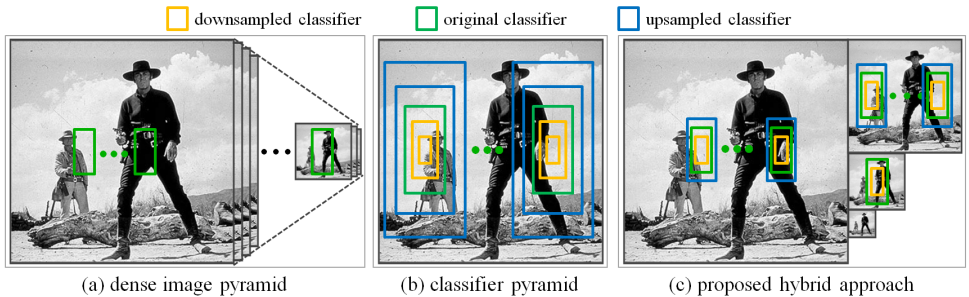 downsampled classifier
original classifier
upsampled classifier
(a) dense image pyramid
(b) classifier pyramid
(c) proposed hybrid approach